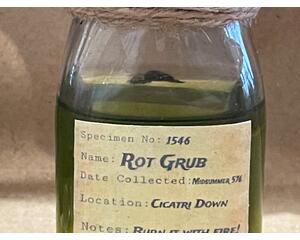 Specimen No: 1546
Name: Rot Grub
Date Collected: Midsummer, 576
Location: Cicatri Down
Notes: Burn it with fire!